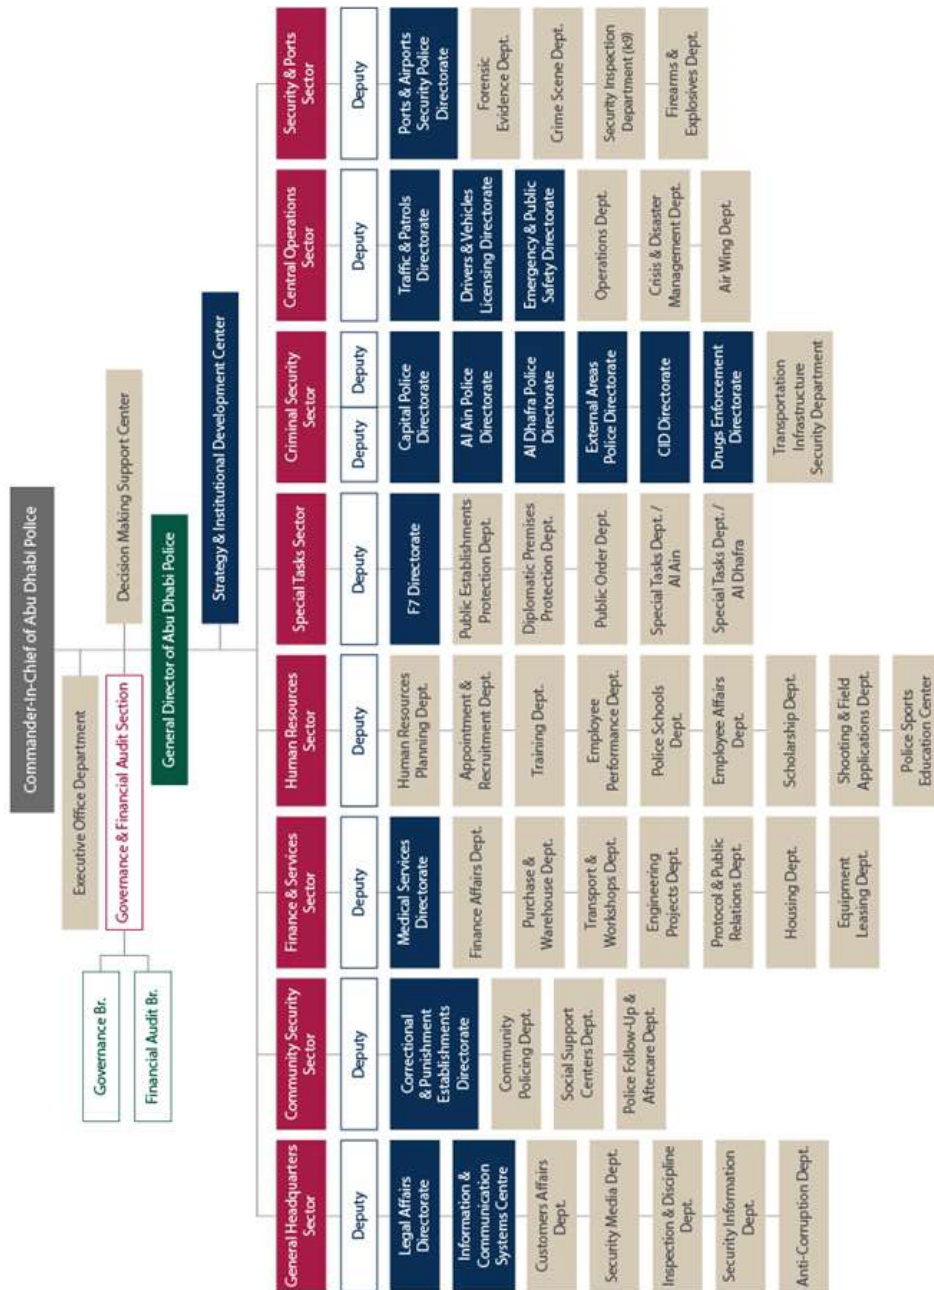 Commander-In-Chief of Abu Dhabi Police
Executive Office Department
Decision Making Support Center
Governance & Financial Audit Section
Governance Br.
Financial Audit Br.
General Director of Abu Dhabi Police
Strategy & Institutional Development Center
General Headquarters
Sector
Deputy
Legal Affairs
Directorate
Information &
Communication
Systems Centre
Customers Affairs
Dept.
Security Media Dept.
Inspection & Discipline
Dept.
Security Information
Dept.
Anti-Corruption Dept.
Community Security
Sector
Deputy
Correctional
& Punishment
Establishments
Directorate
Community
Policing Dept.
Social Support
Centers Dept.
Police Follow-Up &
Aftercare Dept.
Finance & Services
Sector
Deputy
Medical Services
Directorate
Finance Affairs Dept.
Purchase &
Warehouse Dept.
Transport &
Workshops Dept.
Engineering
Projects Dept.
Protocol & Public
Relations Dept.
Housing Dept.
Equipment
Leasing Dept.
Human Resources
Sector
Deputy
Human Resources
Planning Dept.
Appointment &
Recruitment Dept.
Training Dept.
Employee
Performance Dept.
Police Schools
Dept.
Employee Affairs
Dept.
Scholarship Dept.
Shooting & Field
Applications Dept.
Police Sports
Education Center
Special Tasks Sector
Deputy
F7 Directorate
Public Establishments
Protection Dept.
Diplomatic Premises
Protection Dept.
Public Order Dept.
Special Tasks Dept. /
Al Ain
Special Tasks Dept. /
Al Dhafra
Criminal Security
Sector
Deputy
Deputy
Capital Police
Directorate
Al Ain Police
Directorate
Al Dhafra Police
Directorate
External Areas
Police Directorate
CID Directorate
Drugs Enforcement
Directorate
Transportation
Infrastructure
Security Department
Central Operations
Sector
Deputy
Traffic & Patrols
Directorate
Drivers & Vehicles
Licensing Directorate
Emergency & Public
Safety Directorate
Operations Dept.
Crisis & Disaster
Management Dept.
Air Wing Dept.
Security & Ports
Sector
Deputy
Ports & Airports
Security Police
Directorate
Forensic
Evidence Dept.
Crime Scene Dept.
Security Inspection
Department (k9)
Firearms &
Explosives Dept.